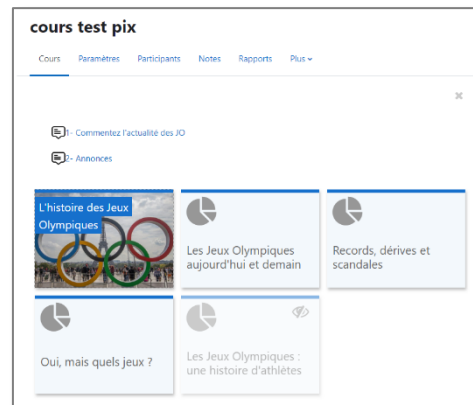 cours test pix
Cours Paramètres Participants Notes Rapports Plus
1- Commentez l'actualité des JO
2- Annonces
L'histoire des Jeux
Olympiques
Les Jeux Olympiques
aujourd'hui et demain
Records, dérives et
scandales
Oui, mais quels jeux ?
Les Jeux Olympiques :
une histoire d'athlètes